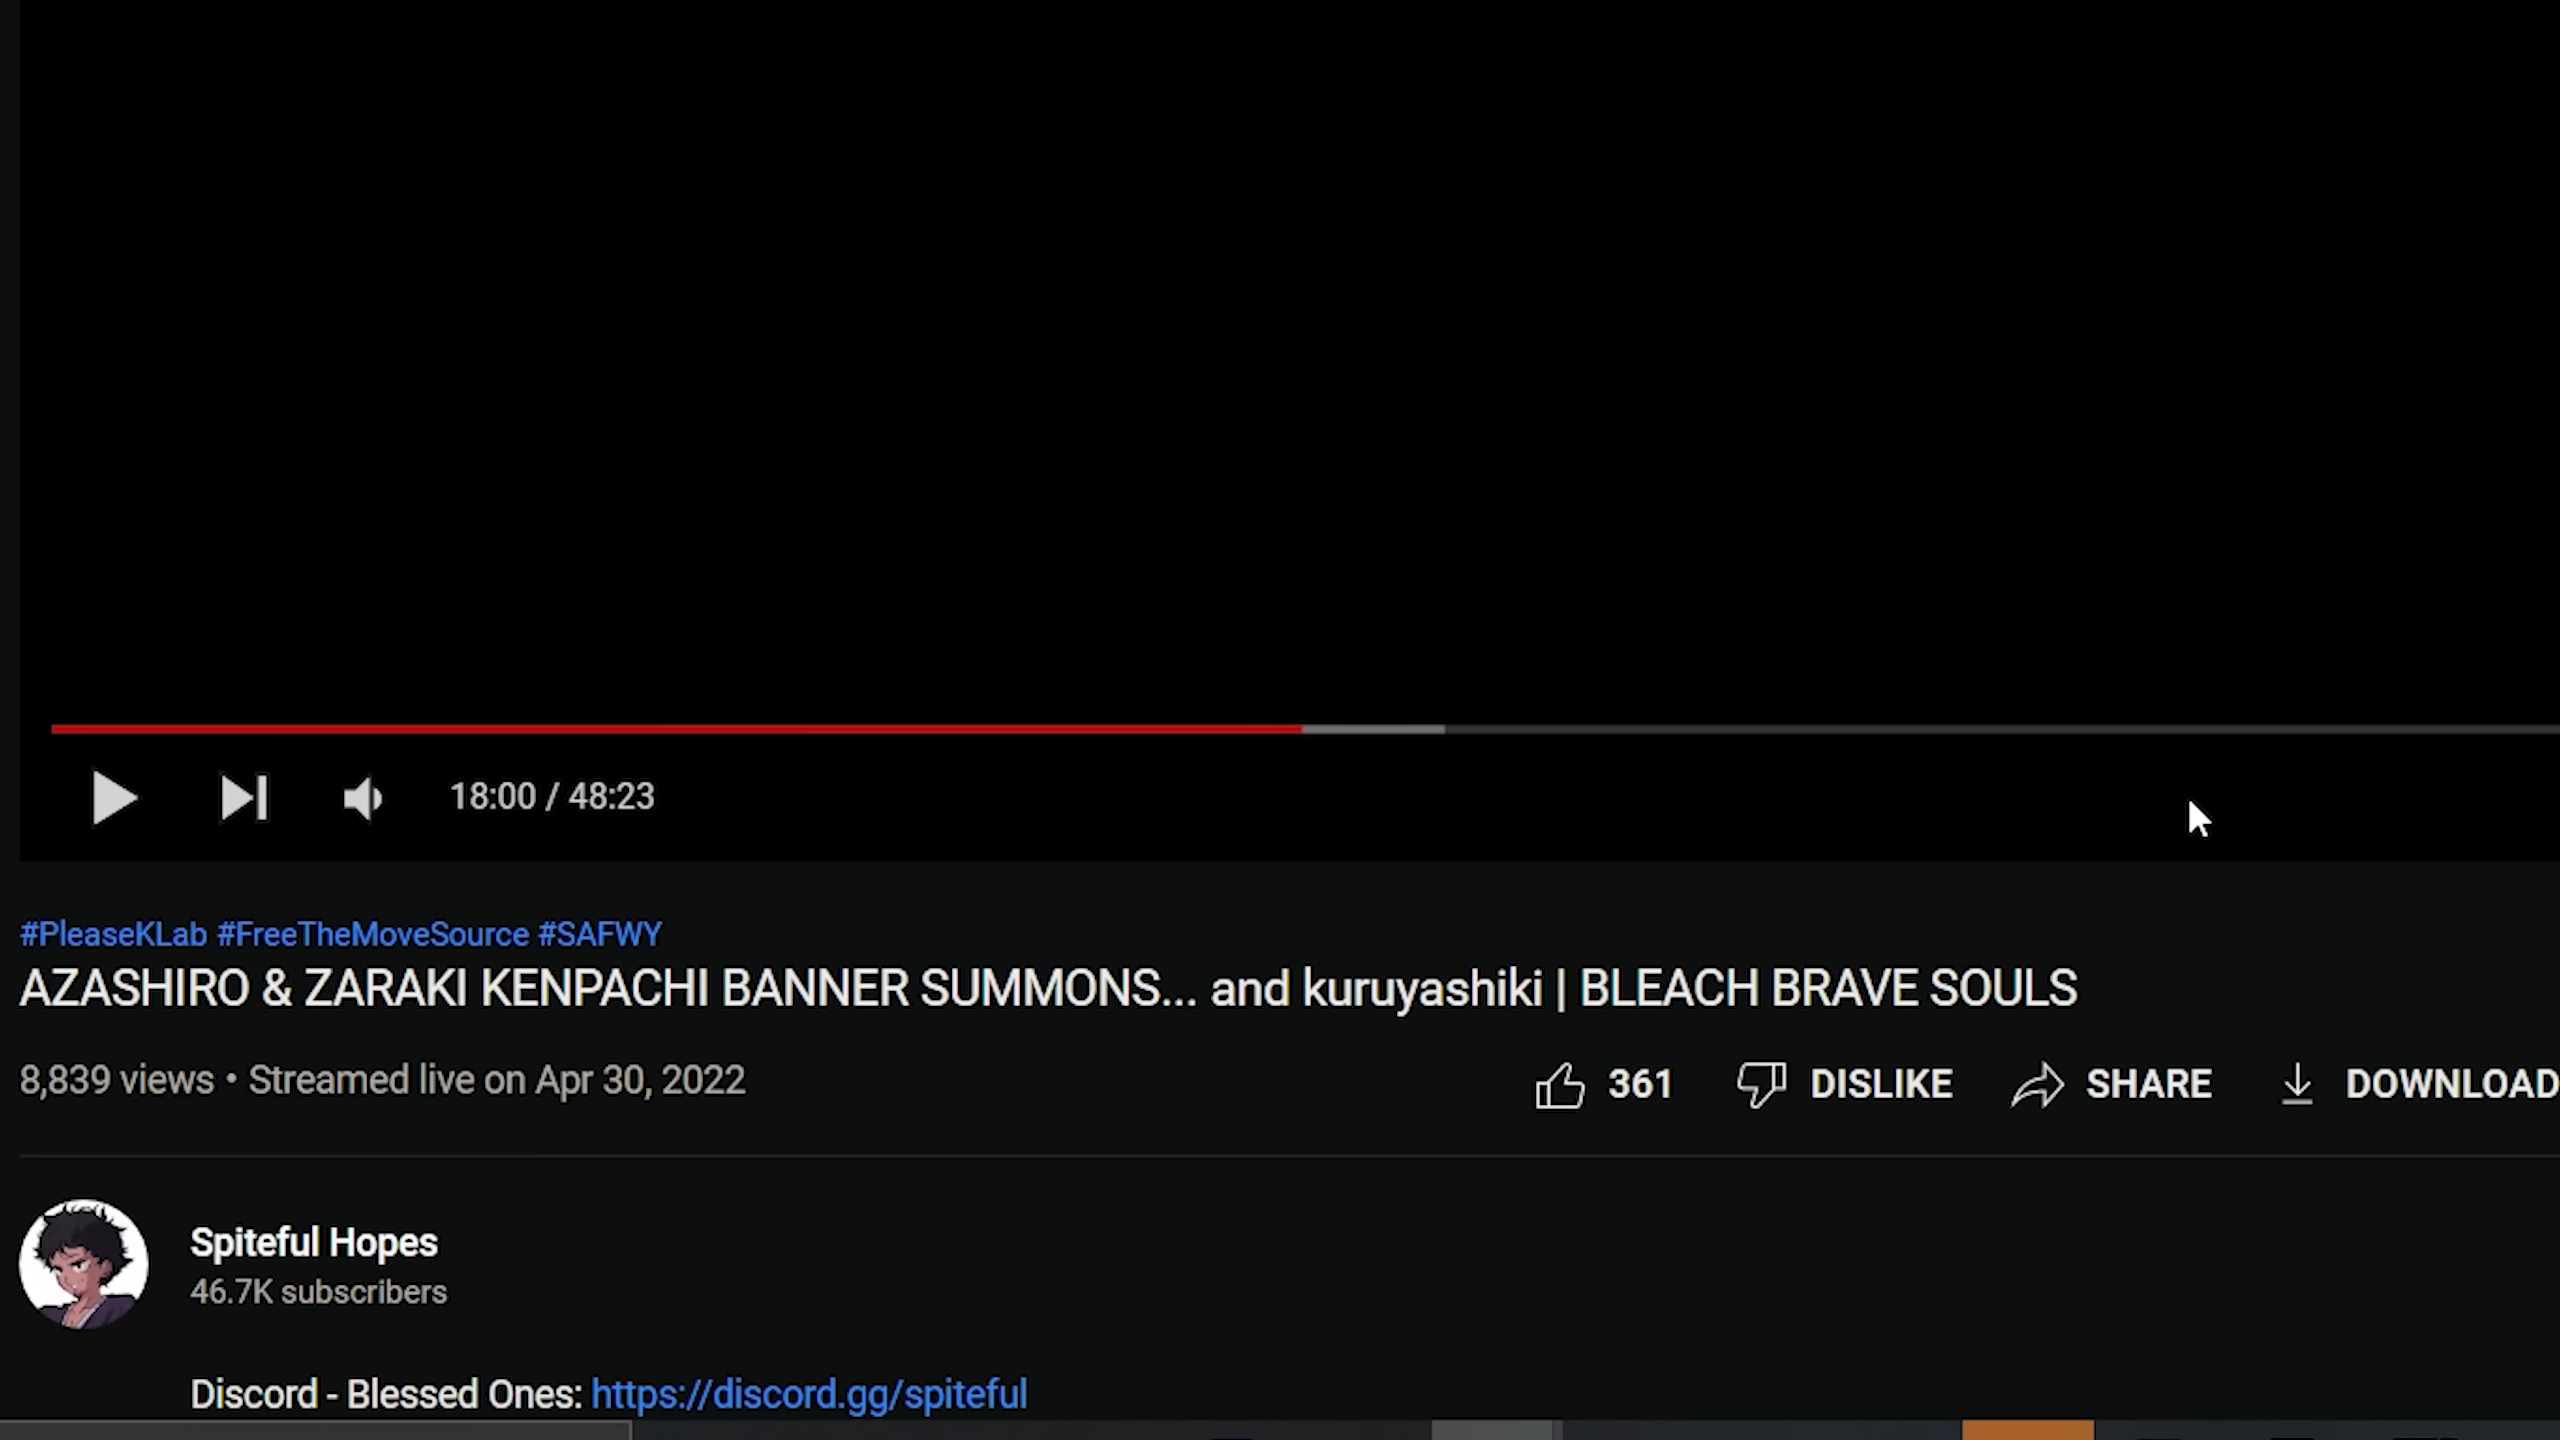 18:00 / 48:23
#PleaseKLab #FreeTheMoveSource #SAFWY
AZASHIRO & ZARAKI KENPACHI BANNER SUMMONS... and kuruyashiki | BLEACH BRAVE SOULS
8,839 views • Streamed live on Apr 30, 2022
361 DISLIKE SHARE DOWNLOAD
Spiteful Hopes
46.7K subscribers
Discord - Blessed Ones: https://discord.gg/spiteful